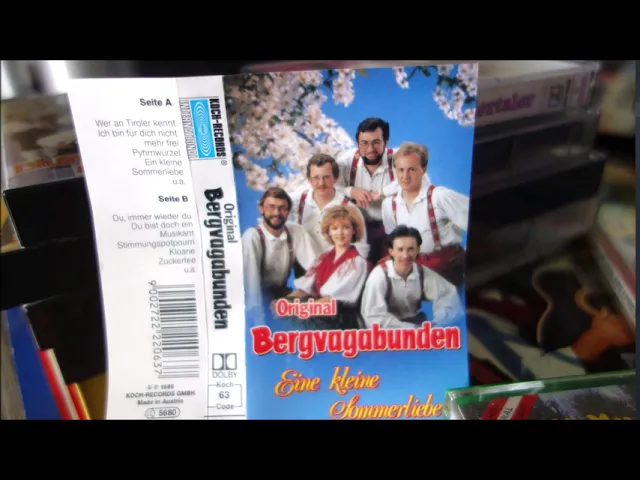 Seite A
Wer an Tiroler kennt
Ich bin für dich nicht
mehr frei
Pyhrnwurzel
Ein kleine
Sommerliebe
u.a.
Seite B
Du, immer wieder du
Du bist doch ein
Musikant
Stimmungspotpourri
Kloane
Zuckerfee
u.a.
KOCH-RECORDS GMBH
Made in Austria
KOCH-RECORDS
INTERNATIONAL
Original
Bergvagabunden
DOLBY
Koch
63
Code
Original
Bergvagabunden
Eine kleine
Sommerliebe